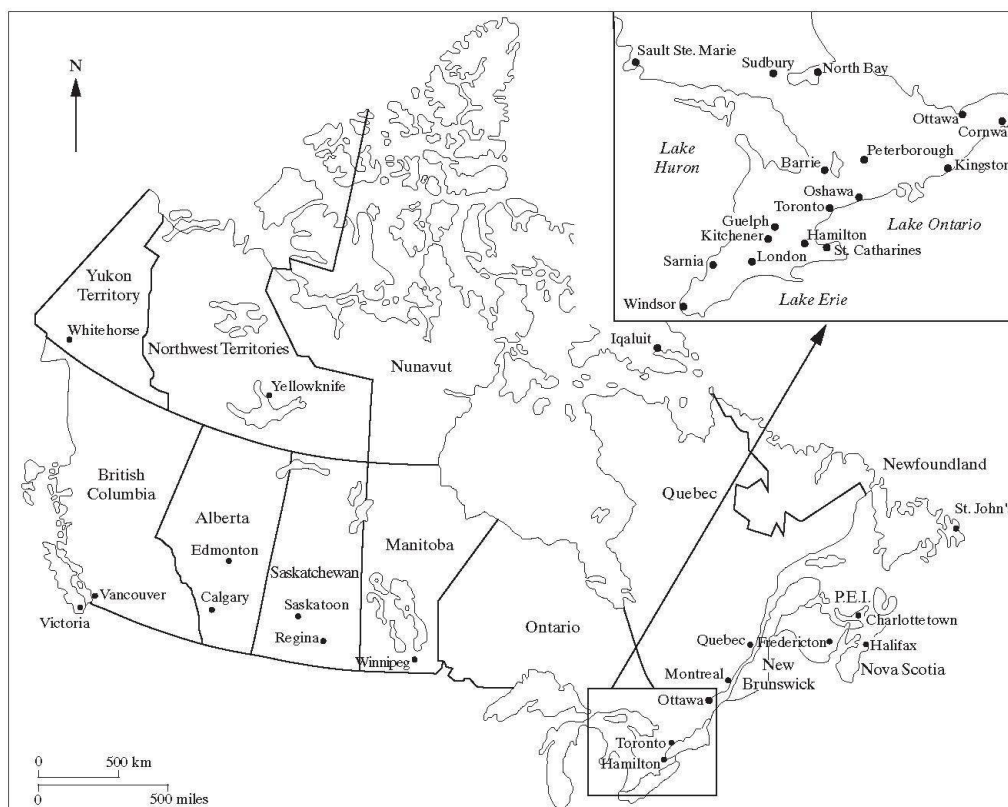 N
Sault Ste. Marie
Sudbury
North Bay
Ottawa
Cornwa
Lake
Huron
Peterborough
Barrie
Kingston
Oshawa
Toronto
Lake Ontario
Guelph
Kitchener
Hamilton
St. Catharines
Sarnia
London
Windsor
Lake Erie
Yukon
Territory
Whitehorse
Northwest Territories
Yellowknife
Nunavut
Iqaluit
British
Columbia
Alberta
Edmonton
Calgary
Vancouver
Victoria
Saskatchewan
Saskatoon
Regina
Manitoba
Winnipeg
Ontario
Quebec
Newfoundland
St. John'
P.E.I.
Charlottetown
Quebec
Fredericton
Halifax
Nova Scotia
New
Brunswick
Montreal
Ottawa
Toronto
Hamilton
0 500 km
0 500 miles